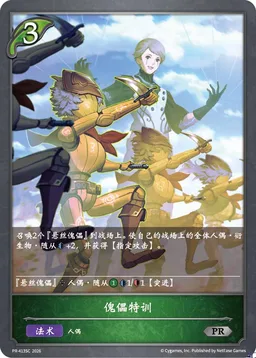 3
召唤2个『悬丝傀儡』到战场上。使自己的战场上的全体人偶·衍
生物·随从+2，并获得【指定攻击】。
『悬丝傀儡』：人偶·随从 1 1/1【突进】
傀儡特训
法术 人偶
PR
PR-413SC 2026
© Cygames, Inc. Published by NetEase Games